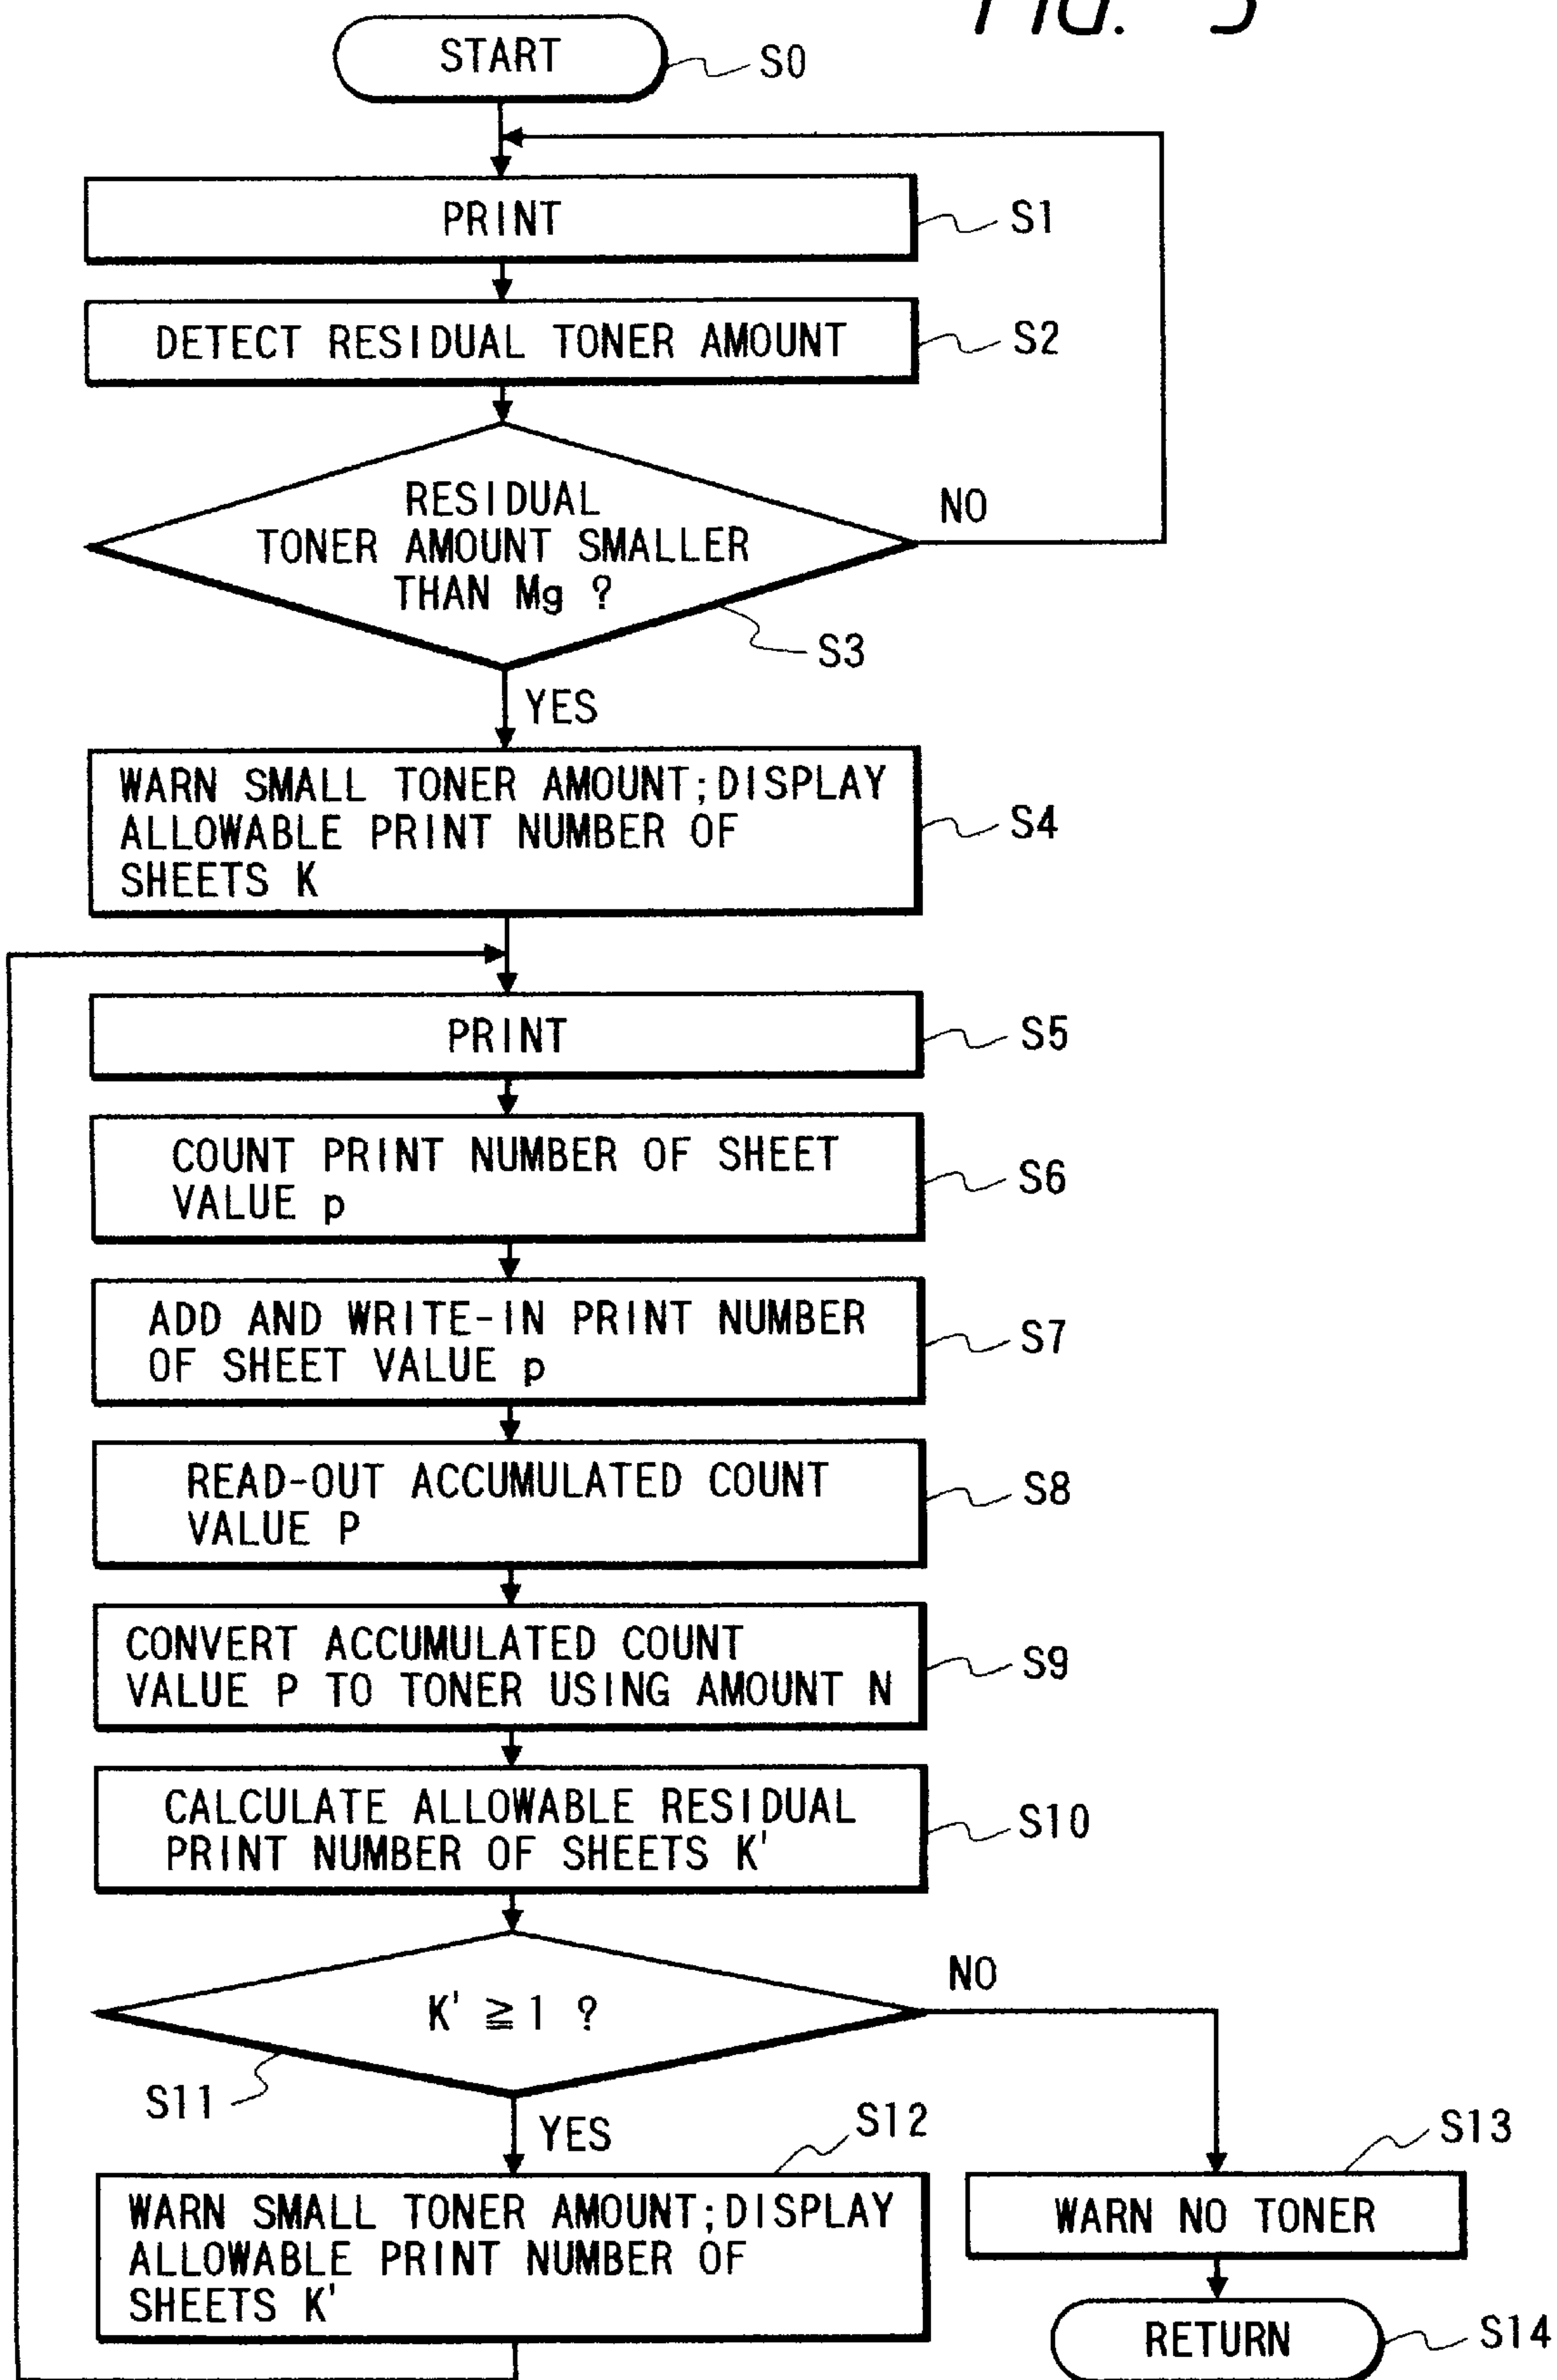 FIG. 5
START
S0
PRINT
S1
DETECT RESIDUAL TONER AMOUNT
S2
RESIDUAL
TONER AMOUNT SMALLER
THAN Mg ?
NO
S3
YES
WARN SMALL TONER AMOUNT;DISPLAY
ALLOWABLE PRINT NUMBER OF
SHEETS K
S4
PRINT
S5
COUNT PRINT NUMBER OF SHEET
VALUE p
S6
ADD AND WRITE-IN PRINT NUMBER
OF SHEET VALUE p
S7
READ-OUT ACCUMULATED COUNT
VALUE P
S8
CONVERT ACCUMULATED COUNT
VALUE P TO TONER USING AMOUNT N
S9
CALCULATE ALLOWABLE RESIDUAL
PRINT NUMBER OF SHEETS K'
S10
K' ≧ 1 ?
NO
S11
YES
S12
WARN SMALL TONER AMOUNT;DISPLAY
ALLOWABLE PRINT NUMBER OF
SHEETS K'
S13
WARN NO TONER
RETURN
S14